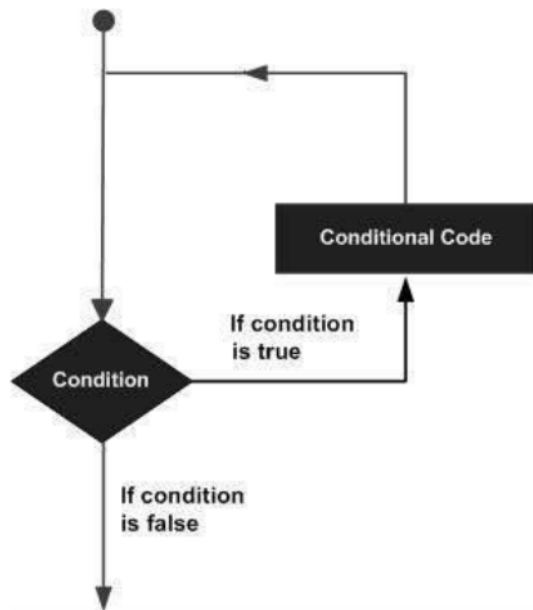 Conditional Code
If condition
is true
Condition
If condition
is false